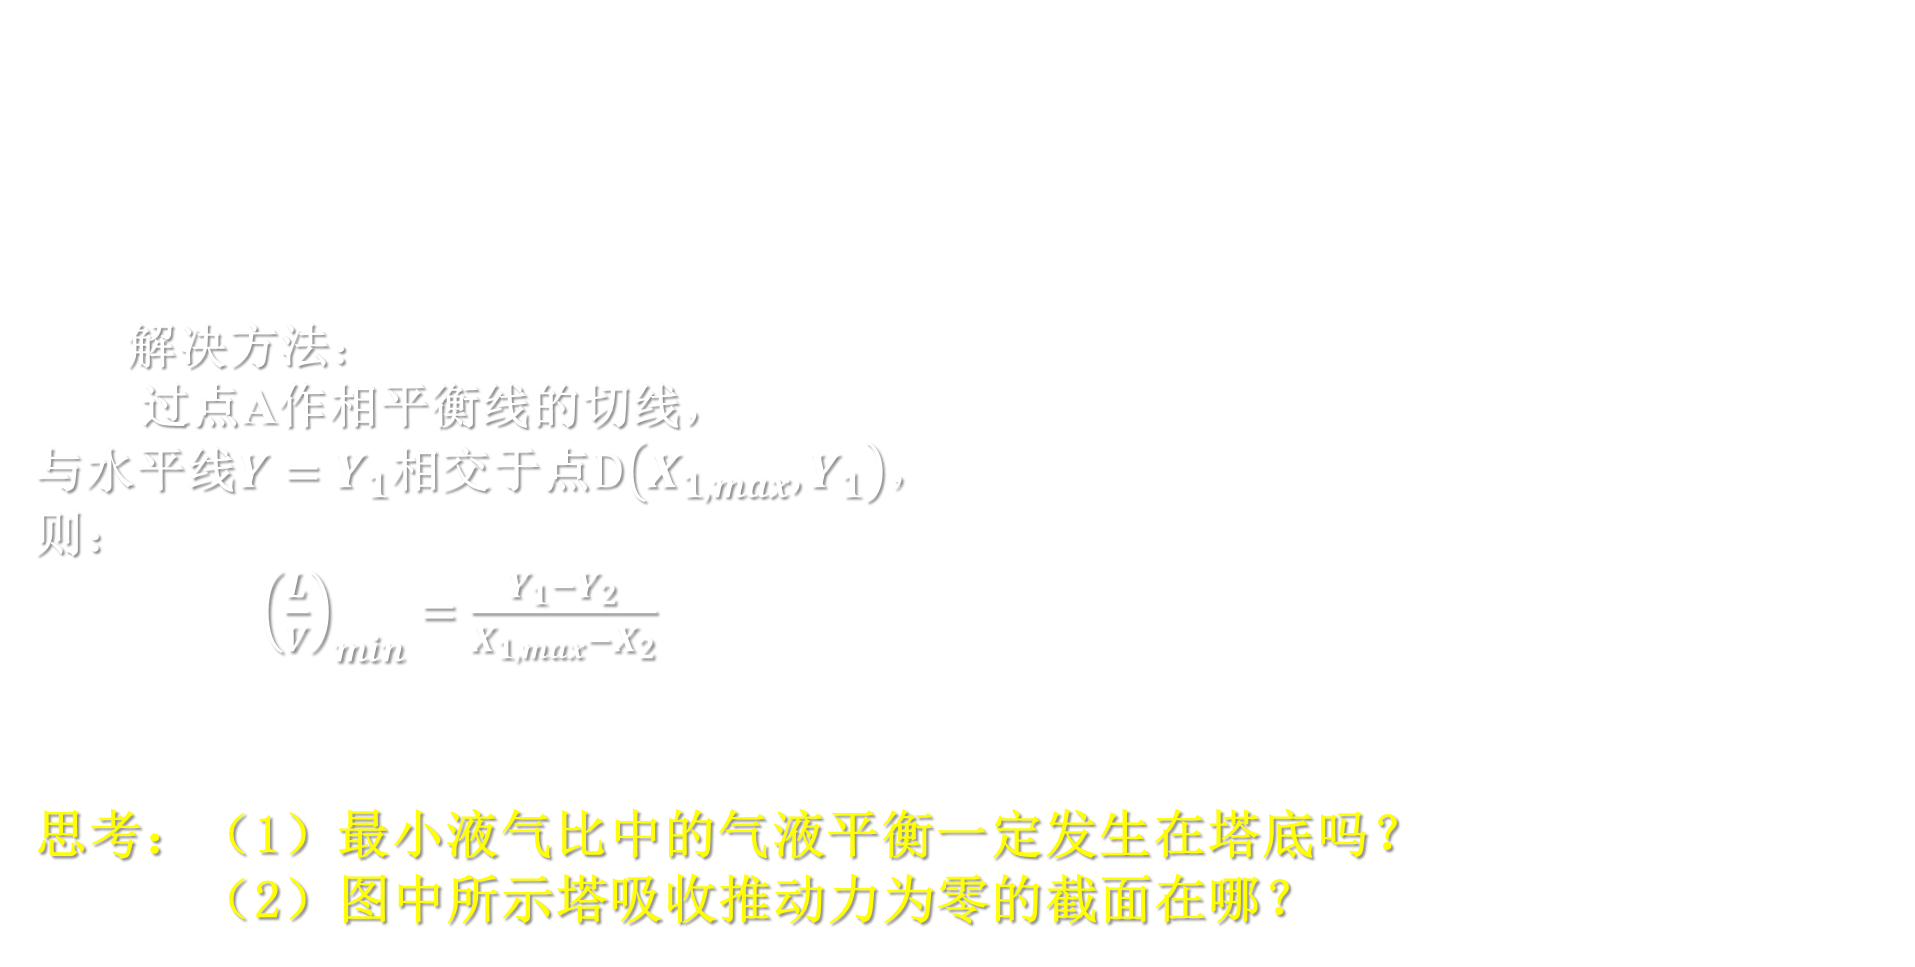 解决方法：
过点A作相平衡线的切线，
与水平线Y = Y₁相交于点D(X₁,max, Y₁)，
则：
(L/V)min = (Y₁−Y₂)/(X₁,max−X₂)
思考：（1）最小液气比中的气液平衡一定发生在塔底吗？
（2）图中所示塔吸收推动力为零的截面在哪？